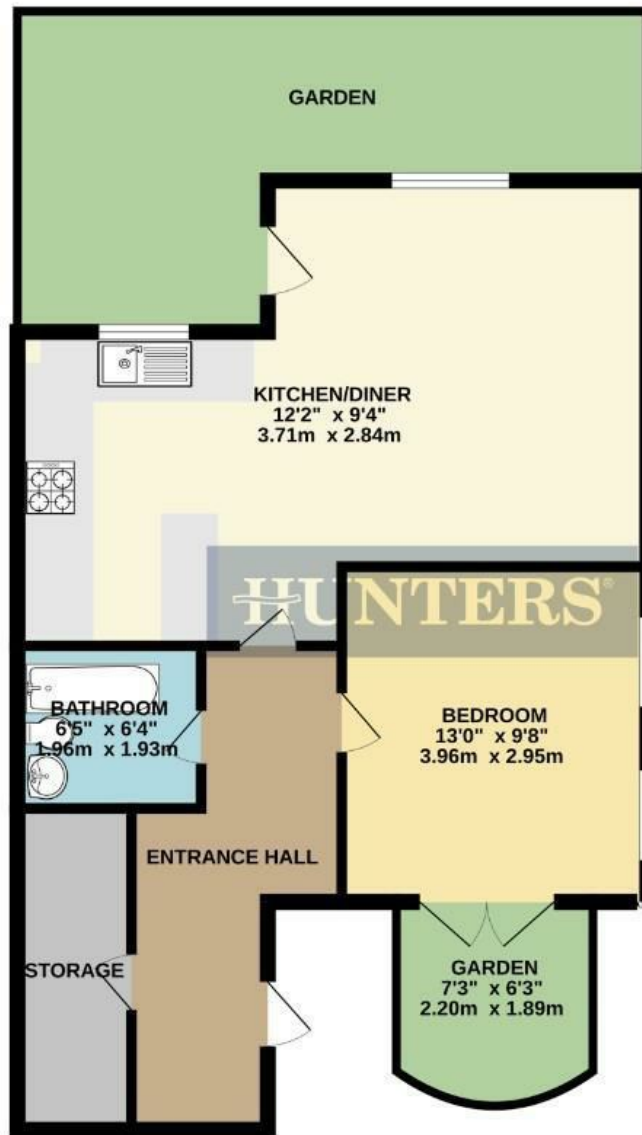 GARDEN
KITCHEN/DINER
12'2" x 9'4"
3.71m x 2.84m
HUNTERS®
BATHROOM
6'5" x 6'4"
1.96m x 1.93m
BEDROOM
13'0" x 9'8"
3.96m x 2.95m
ENTRANCE HALL
STORAGE
GARDEN
7'3" x 6'3"
2.20m x 1.89m